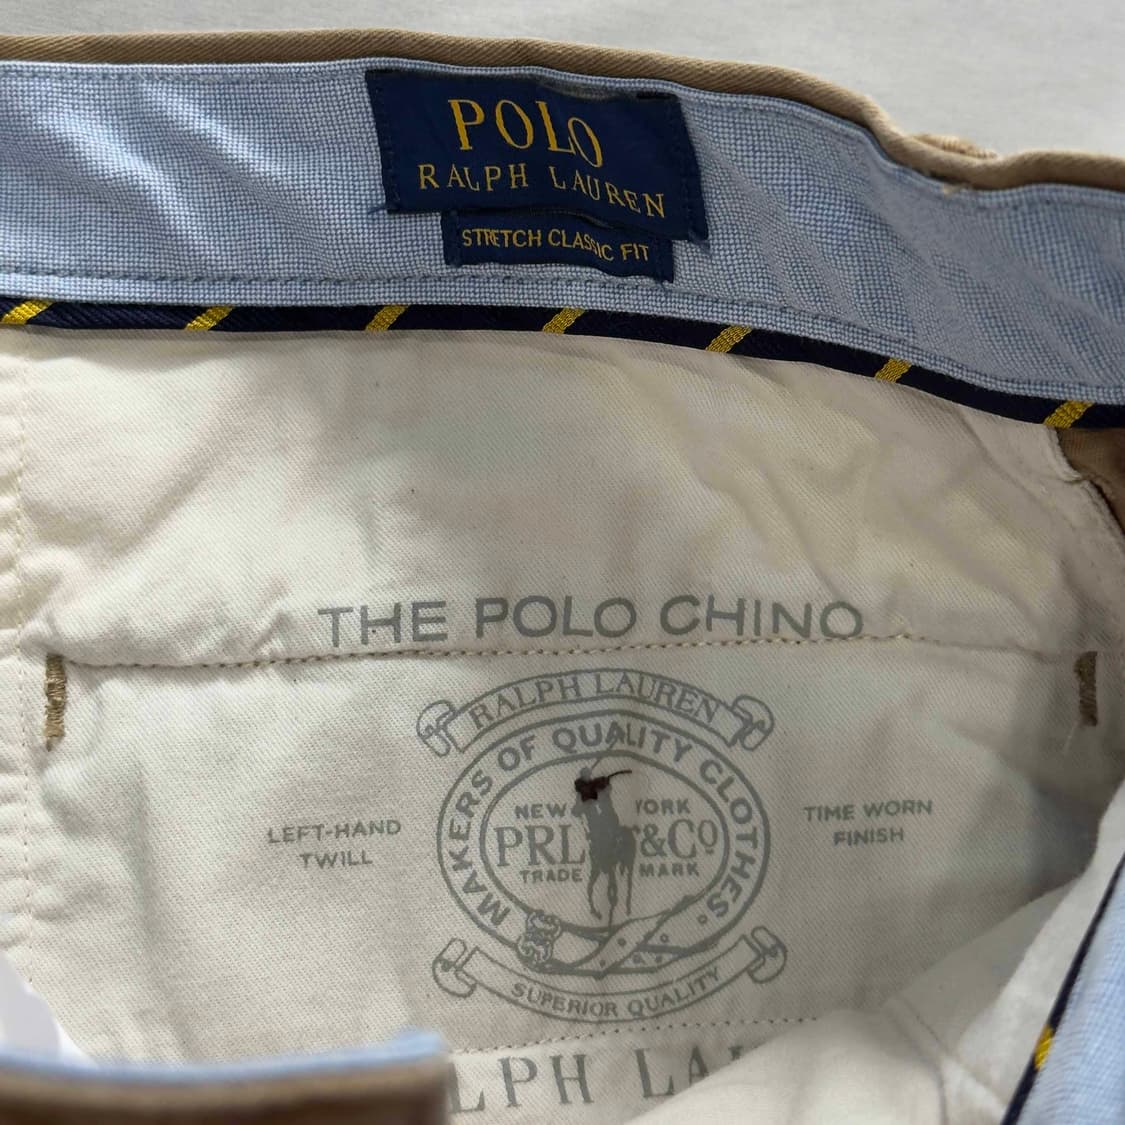 POLO
RALPH LAUREN
STRETCH CLASSIC FIT
THE POLO CHINO
RALPH LAUREN
MAKERS OF QUALITY CLOTHES.
NEW YORK
PRL &Co
TRADE MARK
LEFT-HAND
TWILL
TIME WORN
FINISH
SUPERIOR QUALITY
LPH LA